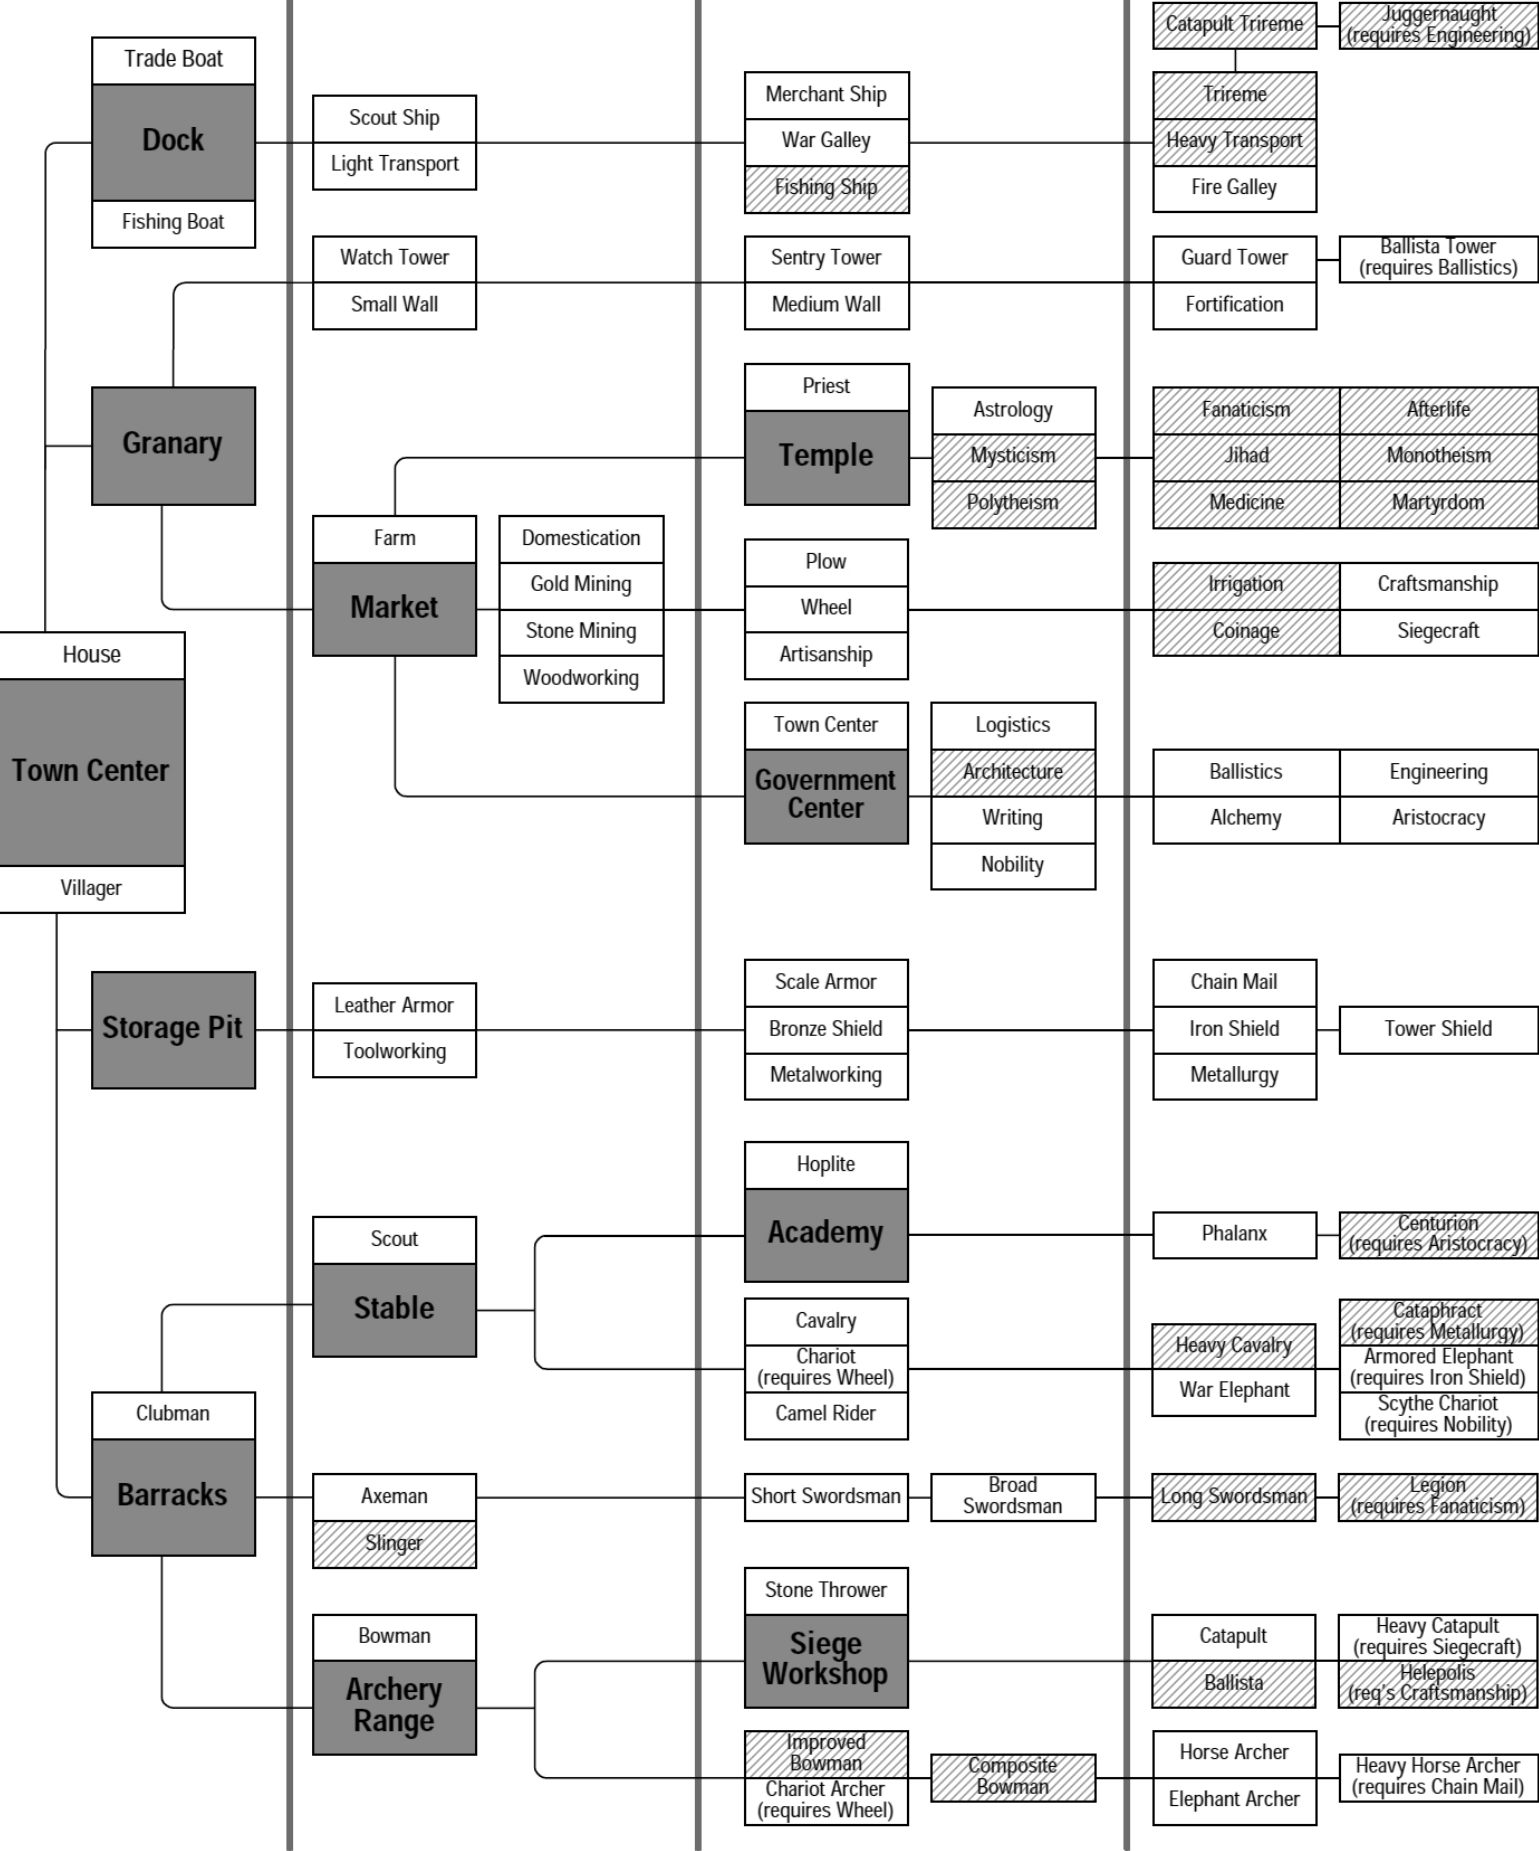 Catapult Trireme
Juggernaught
(requires Engineering)
Trade Boat
Dock
Fishing Boat
Scout Ship
Light Transport
Merchant Ship
War Galley
Fishing Ship
Trireme
Heavy Transport
Fire Galley
Watch Tower
Small Wall
Sentry Tower
Medium Wall
Guard Tower
Fortification
Ballista Tower
(requires Ballistics)
Granary
Priest
Temple
Astrology
Mysticism
Polytheism
Fanaticism
Afterlife
Jihad
Monotheism
Medicine
Martyrdom
Farm
Market
Domestication
Gold Mining
Stone Mining
Woodworking
Plow
Wheel
Artisanship
Irrigation
Craftsmanship
Coinage
Siegecraft
House
Town Center
Villager
Town Center
Government
Center
Logistics
Architecture
Writing
Nobility
Ballistics
Engineering
Alchemy
Aristocracy
Storage Pit
Leather Armor
Toolworking
Scale Armor
Bronze Shield
Metalworking
Chain Mail
Iron Shield
Metallurgy
Tower Shield
Hoplite
Academy
Phalanx
Centurion
(requires Aristocracy)
Scout
Stable
Cavalry
Chariot
(requires Wheel)
Camel Rider
Heavy Cavalry
War Elephant
Cataphract
(requires Metallurgy)
Armored Elephant
(requires Iron Shield)
Scythe Chariot
(requires Nobility)
Clubman
Barracks
Axeman
Slinger
Short Swordsman
Broad
Swordsman
Long Swordsman
Legion
(requires Fanaticism)
Stone Thrower
Siege
Workshop
Catapult
Ballista
Heavy Catapult
(requires Siegecraft)
Helepolis
(req's Craftsmanship)
Bowman
Archery
Range
Improved
Bowman
Chariot Archer
(requires Wheel)
Composite
Bowman
Horse Archer
Elephant Archer
Heavy Horse Archer
(requires Chain Mail)